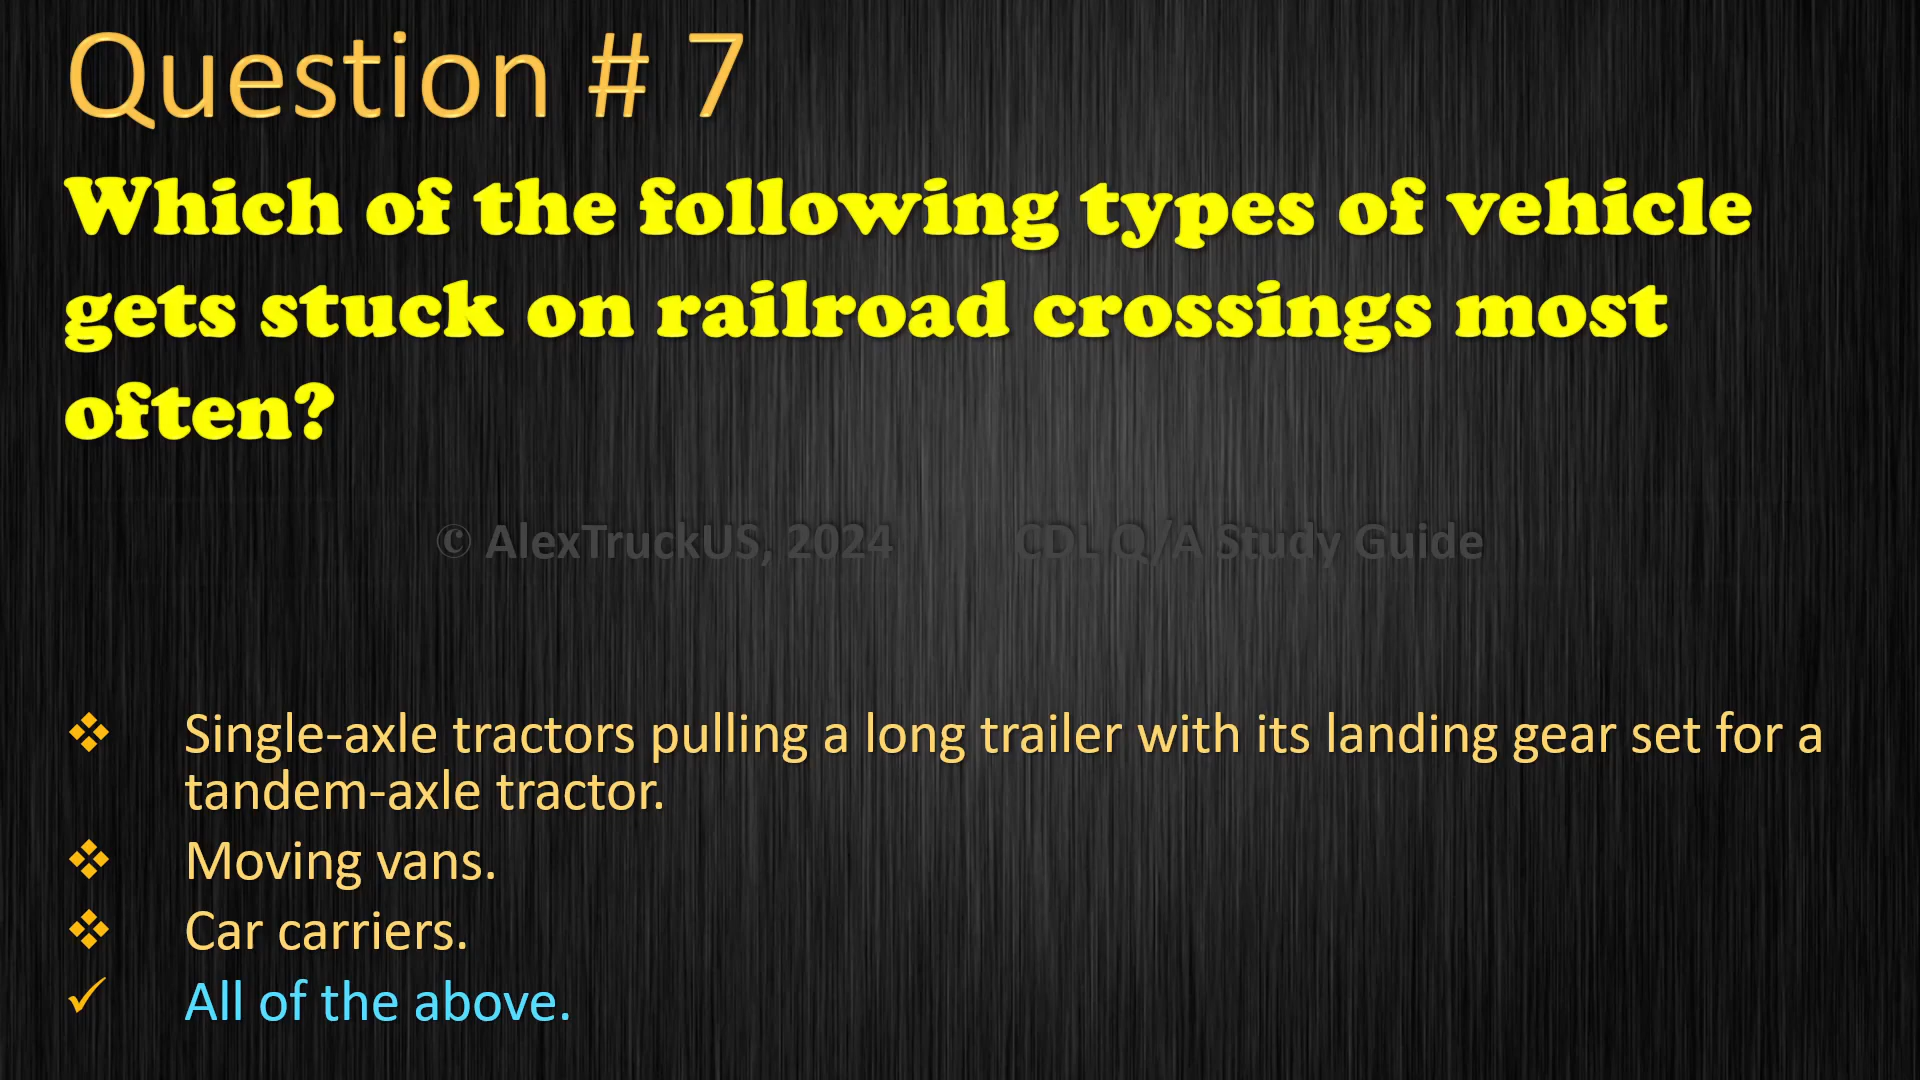 Question # 7
Which of the following types of vehicle
gets stuck on railroad crossings most
often?
© AlexTruckUS, 2024 CDL Q/A Study Guide
Single-axle tractors pulling a long trailer with its landing gear set for a
tandem-axle tractor.
Moving vans.
Car carriers.
All of the above.